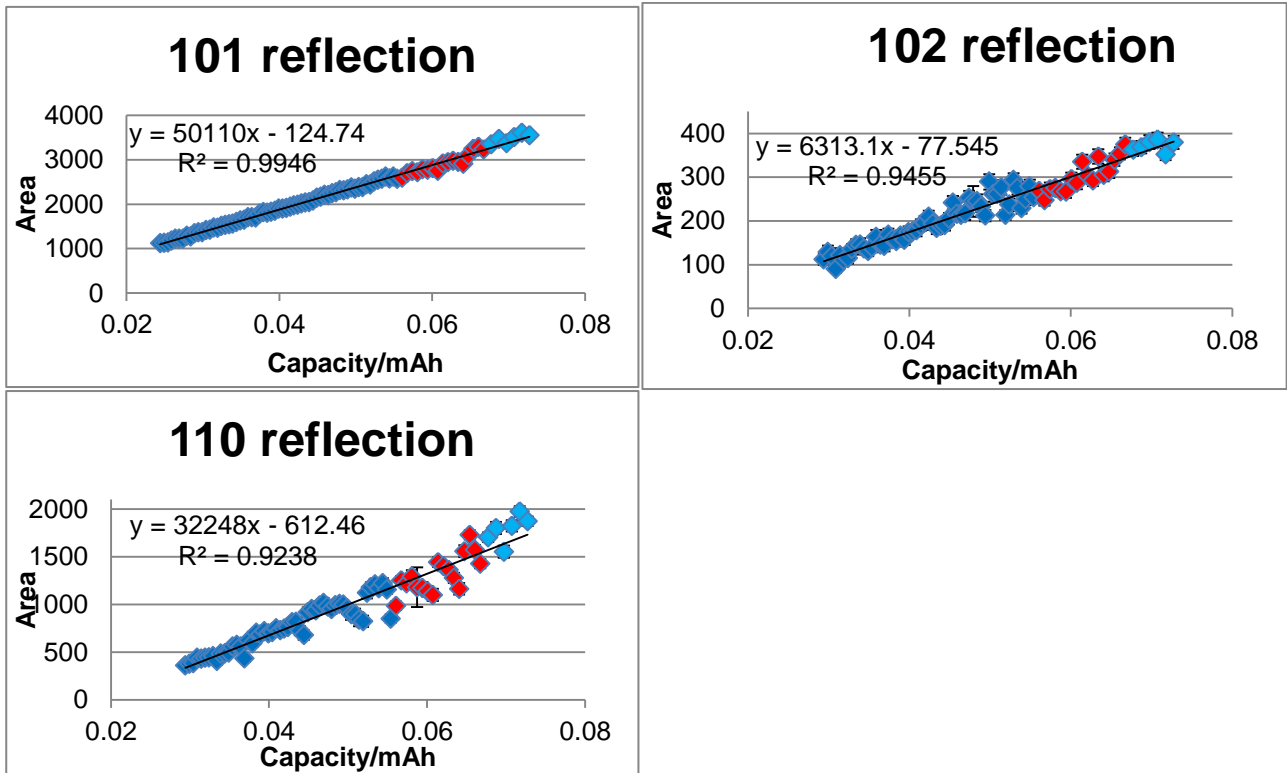 101 reflection
4000
3000
2000
1000
0
0.02 0.04 0.06 0.08
Area
Capacity/mAh
y = 50110x - 124.74
R² = 0.9946
102 reflection
400
300
200
100
0
0.02 0.04 0.06 0.08
Area
Capacity/mAh
y = 6313.1x - 77.545
R² = 0.9455
110 reflection
2000
1500
1000
500
0
0.02 0.04 0.06 0.08
Area
Capacity/mAh
y = 32248x - 612.46
R² = 0.9238